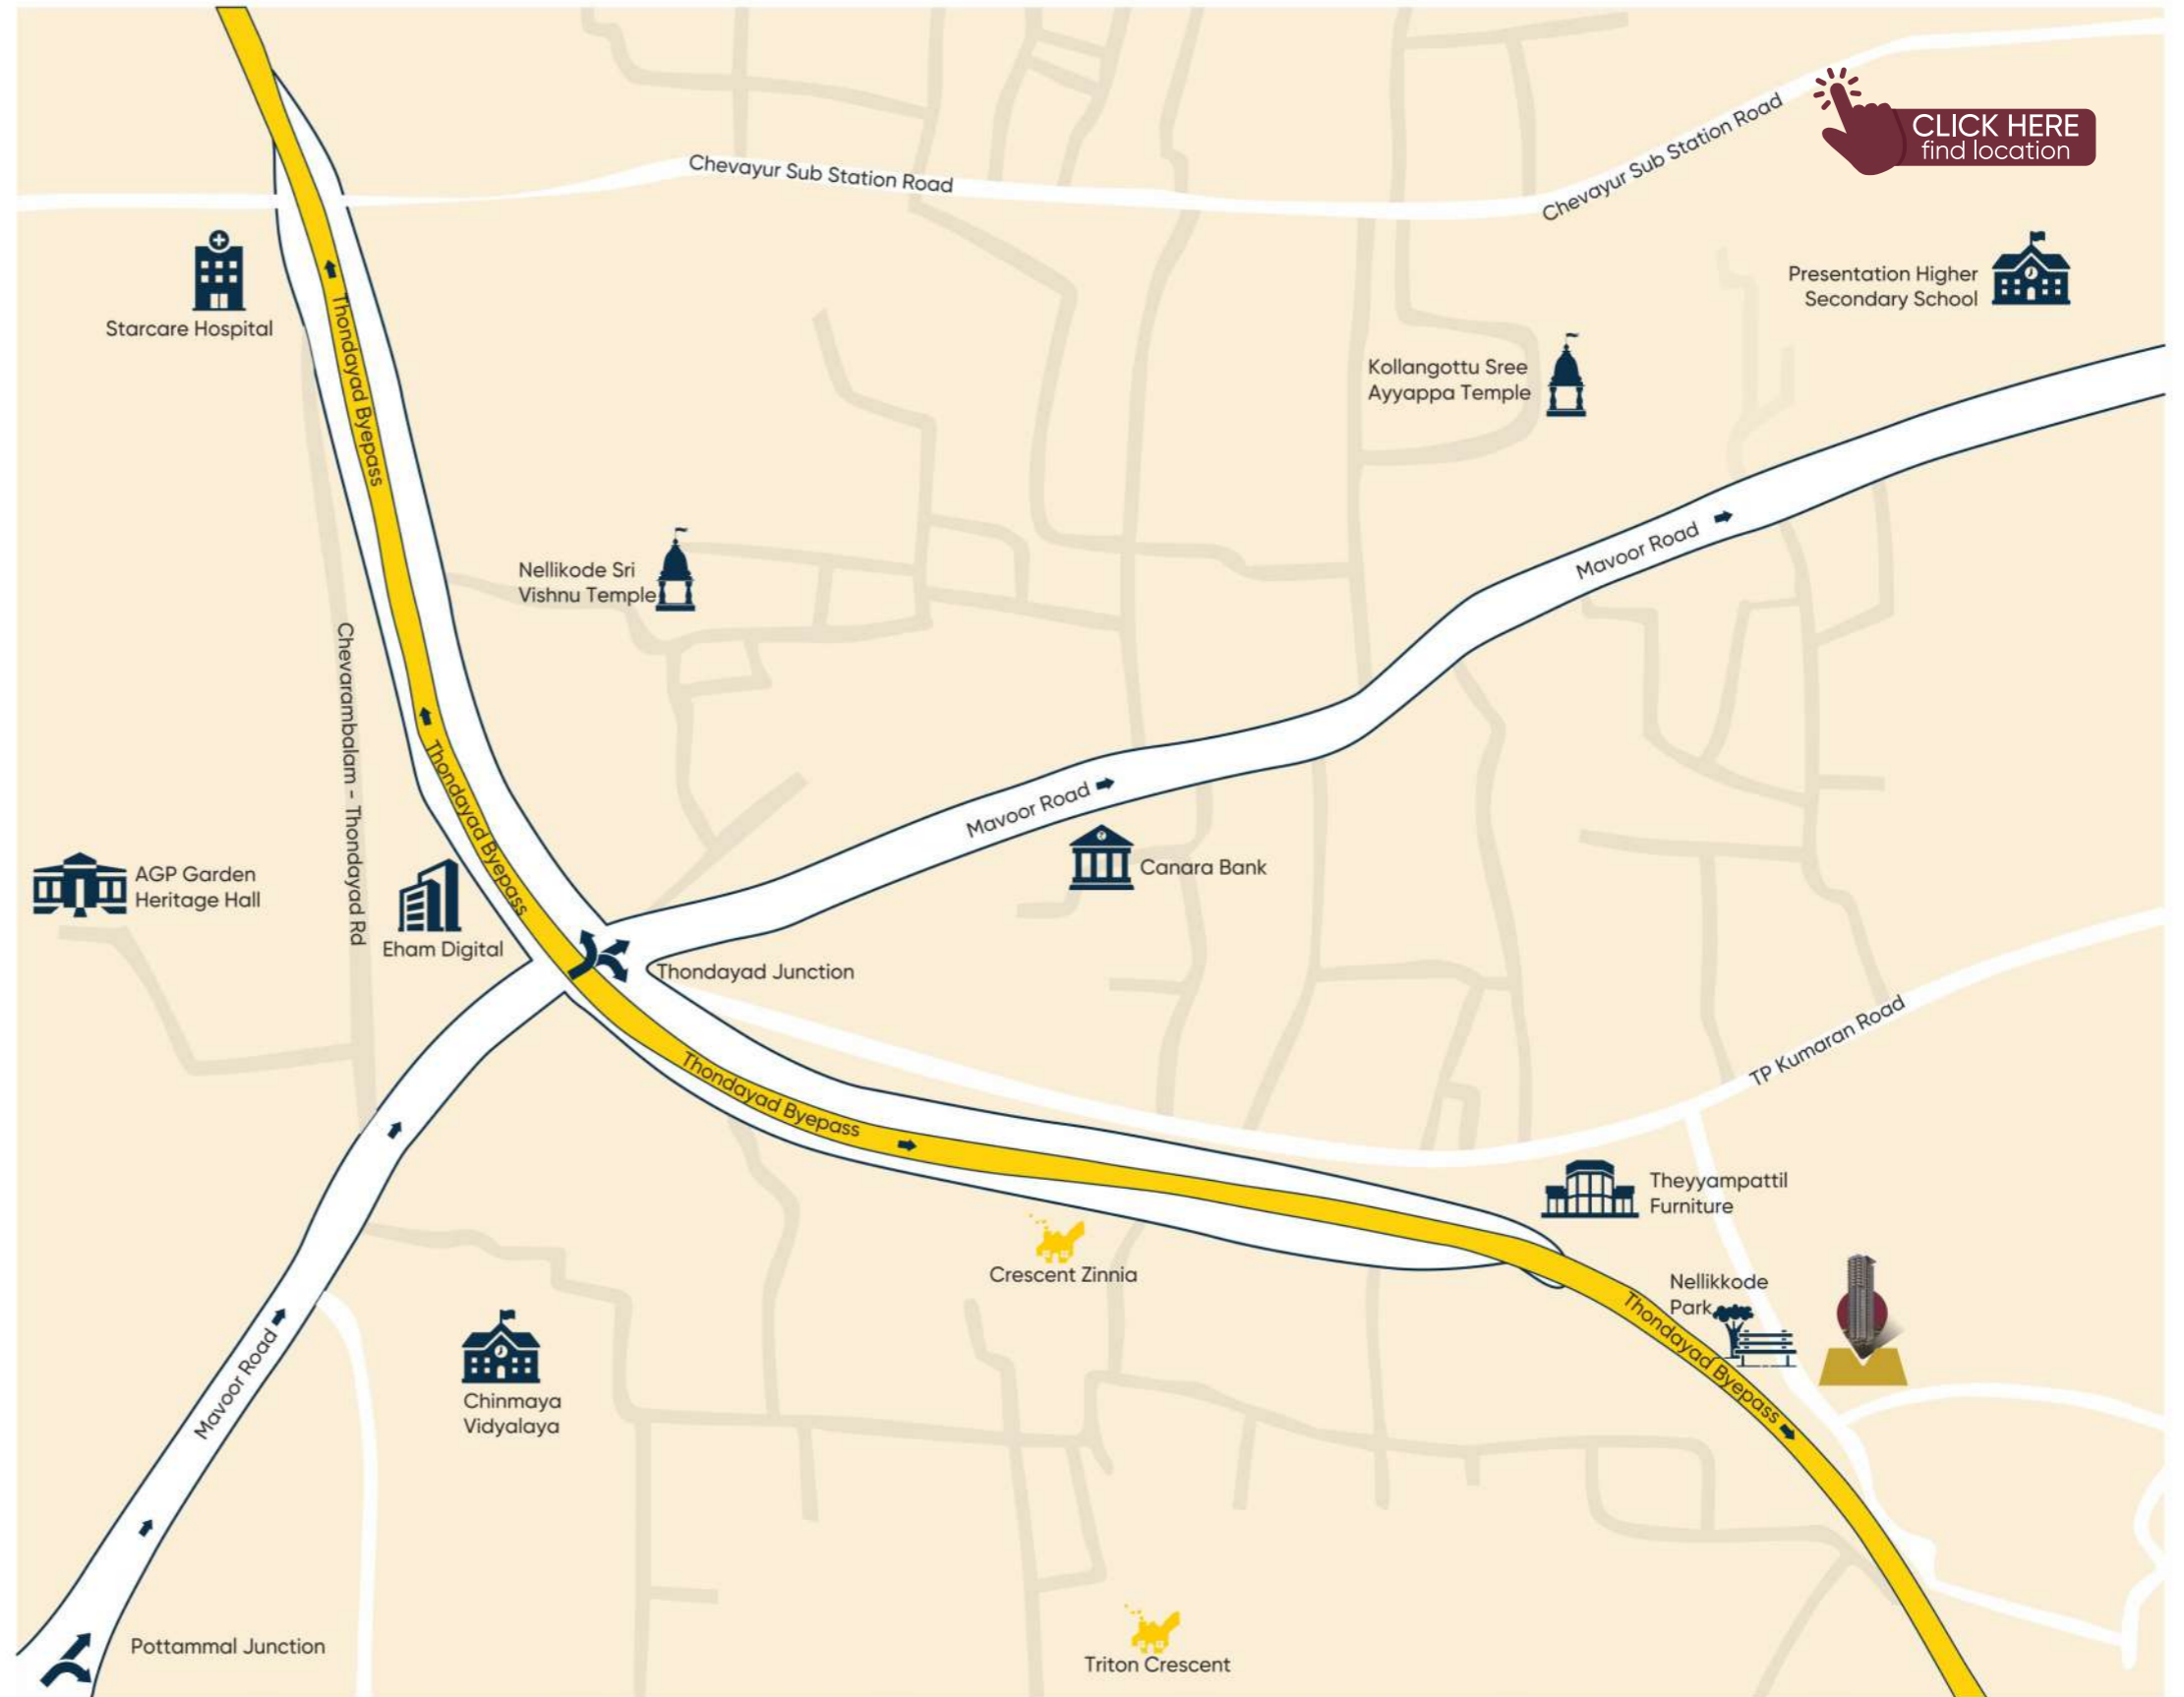 CLICK HERE
find location
Chevayur Sub Station Road
Chevayur Sub Station Road
Presentation Higher
Secondary School
Starcare Hospital
Thondayad Byepass
Kollangottu Sree
Ayyappa Temple
Mavoor Road
Nellikode Sri
Vishnu Temple
Chevarambalam - Thondayad Rd
Thondayad Byepass
Mavoor Road
Canara Bank
AGP Garden
Heritage Hall
Eham Digital
Thondayad Junction
TP Kumaran Road
Thondayad Byepass
Theyyampattil
Furniture
Crescent Zinnia
Nellikkode
Park
Thondayad Byepass
Mavoor Road
Chinmaya
Vidyalaya
Pottammal Junction
Triton Crescent